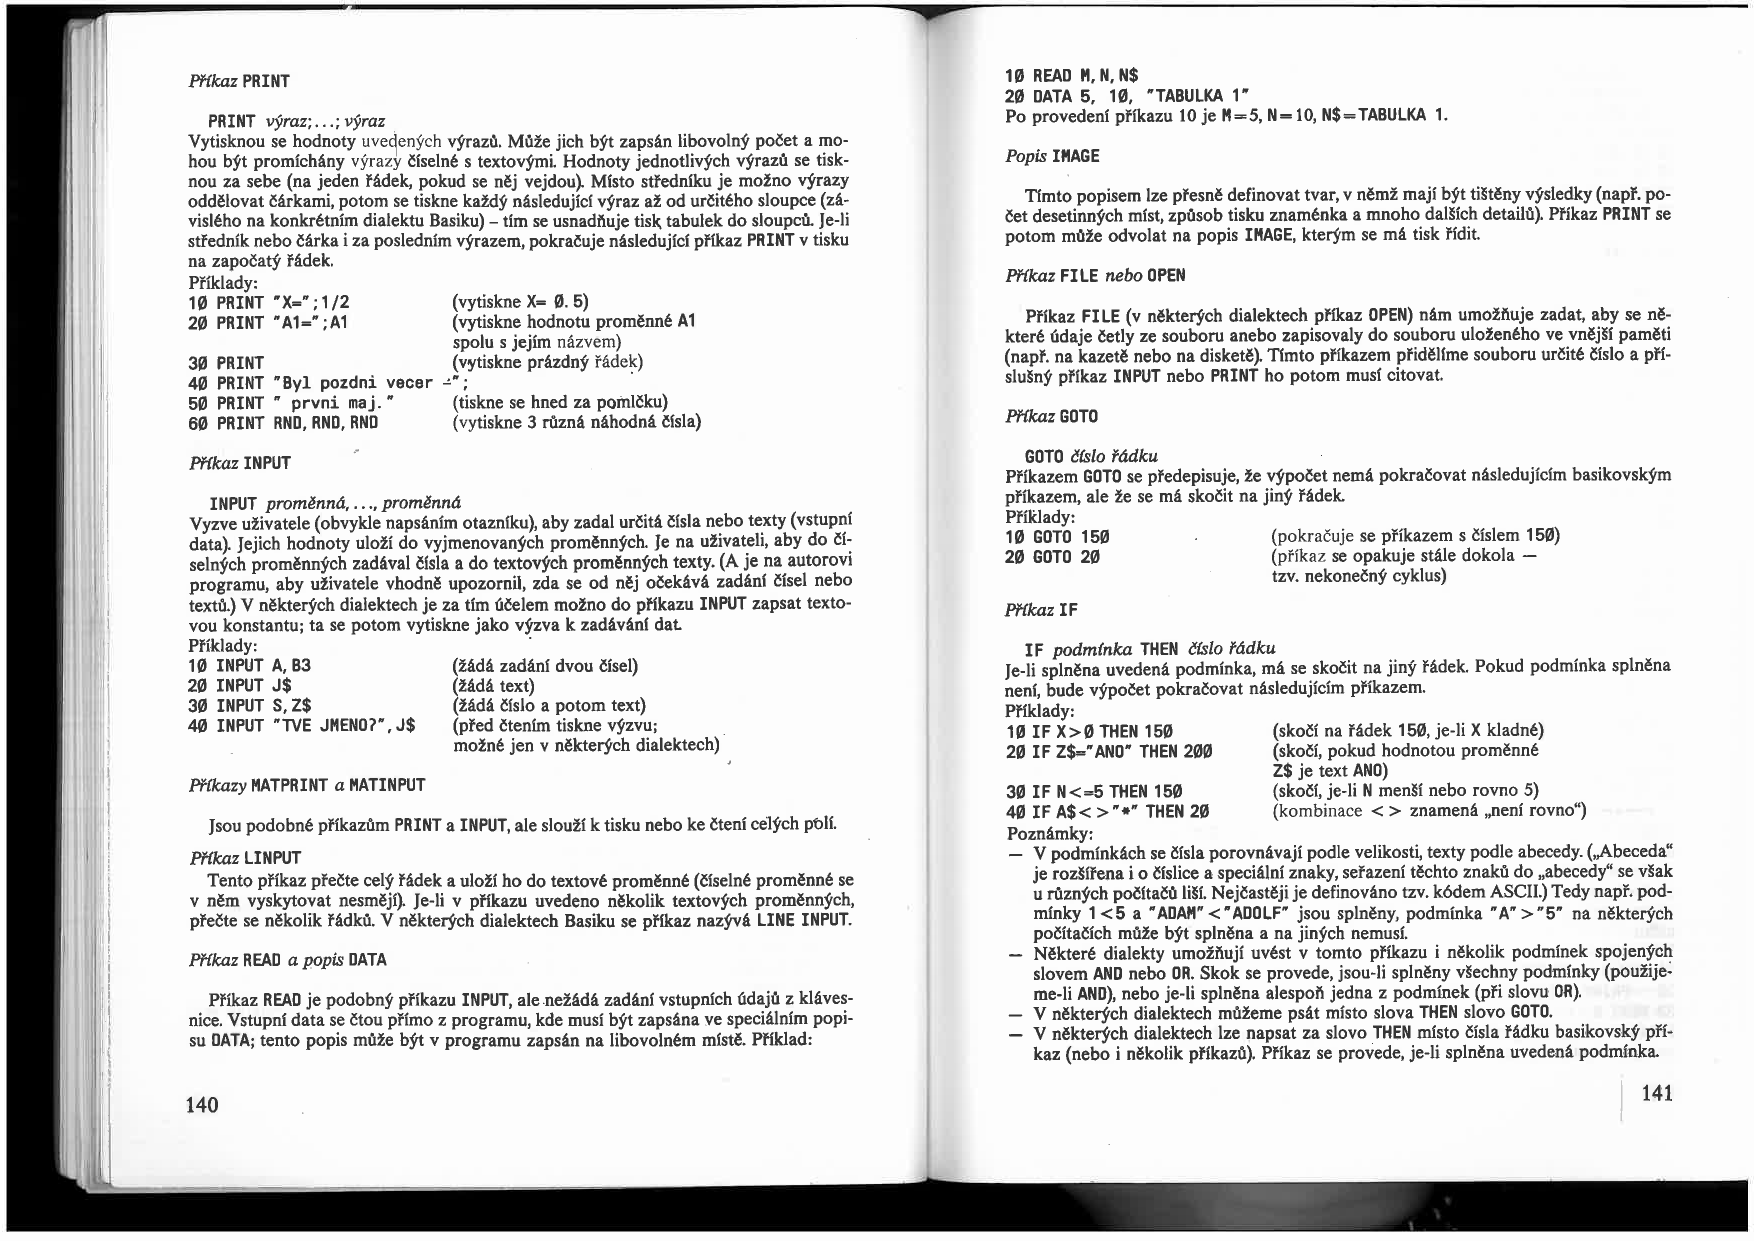 Příkaz PRINT
PRINT výraz;...; výraz
Vytisknou se hodnoty uvedených výrazů. Může jich být zapsán libovolný počet a mo-
hou být promíchány výrazy číselné s textovými. Hodnoty jednotlivých výrazů se tisk-
nou za sebe (na jeden řádek, pokud se něj vejdou). Místo středníku je možno výrazy
oddělovat čárkami, potom se tiskne každý následující výraz až od určitého sloupce (zá-
vislého na konkrétním dialektu Basiku) – tím se usnadňuje tisk tabulek do sloupců. Je-li
středník nebo čárka i za posledním výrazem, pokračuje následující příkaz PRINT v tisku
na započatý řádek.
Příklady:
10 PRINT "X=";1/2 (vytiskne X= 0.5)
20 PRINT "A1=";A1 (vytiskne hodnotu proměnné A1
spolu s jejím názvem)
30 PRINT (vytiskne prázdný řádek)
40 PRINT "Byl pozdni vecer -";
50 PRINT " prvni maj." (tiskne se hned za pomlčku)
60 PRINT RND, RND, RND (vytiskne 3 různá náhodná čísla)
Příkaz INPUT
INPUT proměnná,..., proměnná
Vyzve uživatele (obvykle napsáním otazníku), aby zadal určitá čísla nebo texty (vstupní
data). Jejich hodnoty uloží do vyjmenovaných proměnných. Je na uživateli, aby do čí-
selných proměnných zadával čísla a do textových proměnných texty. (A je na autorovi
programu, aby uživatele vhodně upozornil, zda se od něj očekává zadání čísel nebo
textů.) V některých dialektech je za tím účelem možno do příkazu INPUT zapsat texto-
vou konstantu; ta se potom vytiskne jako výzva k zadávání dat.
Příklady:
10 INPUT A, B3 (žádá zadání dvou čísel)
20 INPUT J$ (žádá text)
30 INPUT S, Z$ (žádá číslo a potom text)
40 INPUT "TVE JMENO?", J$ (před čtením tiskne výzvu;
možné jen v některých dialektech)
Příkazy MATPRINT a MATINPUT
Jsou podobné příkazům PRINT a INPUT, ale slouží k tisku nebo ke čtení celých polí.
Příkaz LINPUT
Tento příkaz přečte celý řádek a uloží ho do textové proměnné (číselné proměnné se
v něm vyskytovat nesmějí). Je-li v příkazu uvedeno několik textových proměnných,
přečte se několik řádků. V některých dialektech Basiku se příkaz nazývá LINE INPUT.
Příkaz READ a popis DATA
Příkaz READ je podobný příkazu INPUT, ale nežádá zadání vstupních údajů z kláves-
nice. Vstupní data se čtou přímo z programu, kde musí být zapsána ve speciálním popi-
su DATA; tento popis může být v programu zapsán na libovolném místě. Příklad:
140
10 READ M, N, N$
20 DATA 5, 10, "TABULKA 1"
Po provedení příkazu 10 je M=5, N=10, N$=TABULKA 1.
Popis IMAGE
Tímto popisem lze přesně definovat tvar, v němž mají být tištěny výsledky (např. po-
čet desetinných míst, způsob tisku znaménka a mnoho dalších detailů). Příkaz PRINT se
potom může odvolat na popis IMAGE, kterým se má tisk řídit.
Příkaz FILE nebo OPEN
Příkaz FILE (v některých dialektech příkaz OPEN) nám umožňuje zadat, aby se ně-
které údaje četly ze souboru anebo zapisovaly do souboru uloženého ve vnější paměti
(např. na kazetě nebo na disketě). Tímto příkazem přidělíme souboru určité číslo a pří-
slušný příkaz INPUT nebo PRINT ho potom musí citovat.
Příkaz GOTO
GOTO číslo řádku
Příkazem GOTO se předepisuje, že výpočet nemá pokračovat následujícím basikovským
příkazem, ale že se má skočit na jiný řádek.
Příklady:
10 GOTO 150 (pokračuje se příkazem s číslem 150)
20 GOTO 20 (příkaz se opakuje stále dokola —
tzv. nekonečný cyklus)
Příkaz IF
IF podmínka THEN číslo řádku
Je-li splněna uvedená podmínka, má se skočit na jiný řádek. Pokud podmínka splněna
není, bude výpočet pokračovat následujícím příkazem.
Příklady:
10 IF X>0 THEN 150 (skočí na řádek 150, je-li X kladné)
20 IF Z$="ANO" THEN 200 (skočí, pokud hodnotou proměnné
Z$ je text ANO)
30 IF N<=5 THEN 150 (skočí, je-li N menší nebo rovno 5)
40 IF A$< >"*" THEN 20 (kombinace < > znamená „není rovno“)
Poznámky:
— V podmínkách se čísla porovnávají podle velikosti, texty podle abecedy. („Abeceda“
je rozšířena i o číslice a speciální znaky, seřazení těchto znaků do „abecedy“ se však
u různých počítačů liší. Nejčastěji je definováno tzv. kódem ASCII.) Tedy např. pod-
mínky 1<5 a "ADAM"<"ADOLF" jsou splněny, podmínka "A">"5" na některých
počítačích může být splněna a na jiných nemusí.
— Některé dialekty umožňují uvést v tomto příkazu i několik podmínek spojených
slovem AND nebo OR. Skok se provede, jsou-li splněny všechny podmínky (použije-
me-li AND), nebo je-li splněna alespoň jedna z podmínek (při slovu OR).
— V některých dialektech můžeme psát místo slova THEN slovo GOTO.
— V některých dialektech lze napsat za slovo THEN místo čísla řádku basikovský pří-
kaz (nebo i několik příkazů). Příkaz se provede, je-li splněna uvedená podmínka.
141